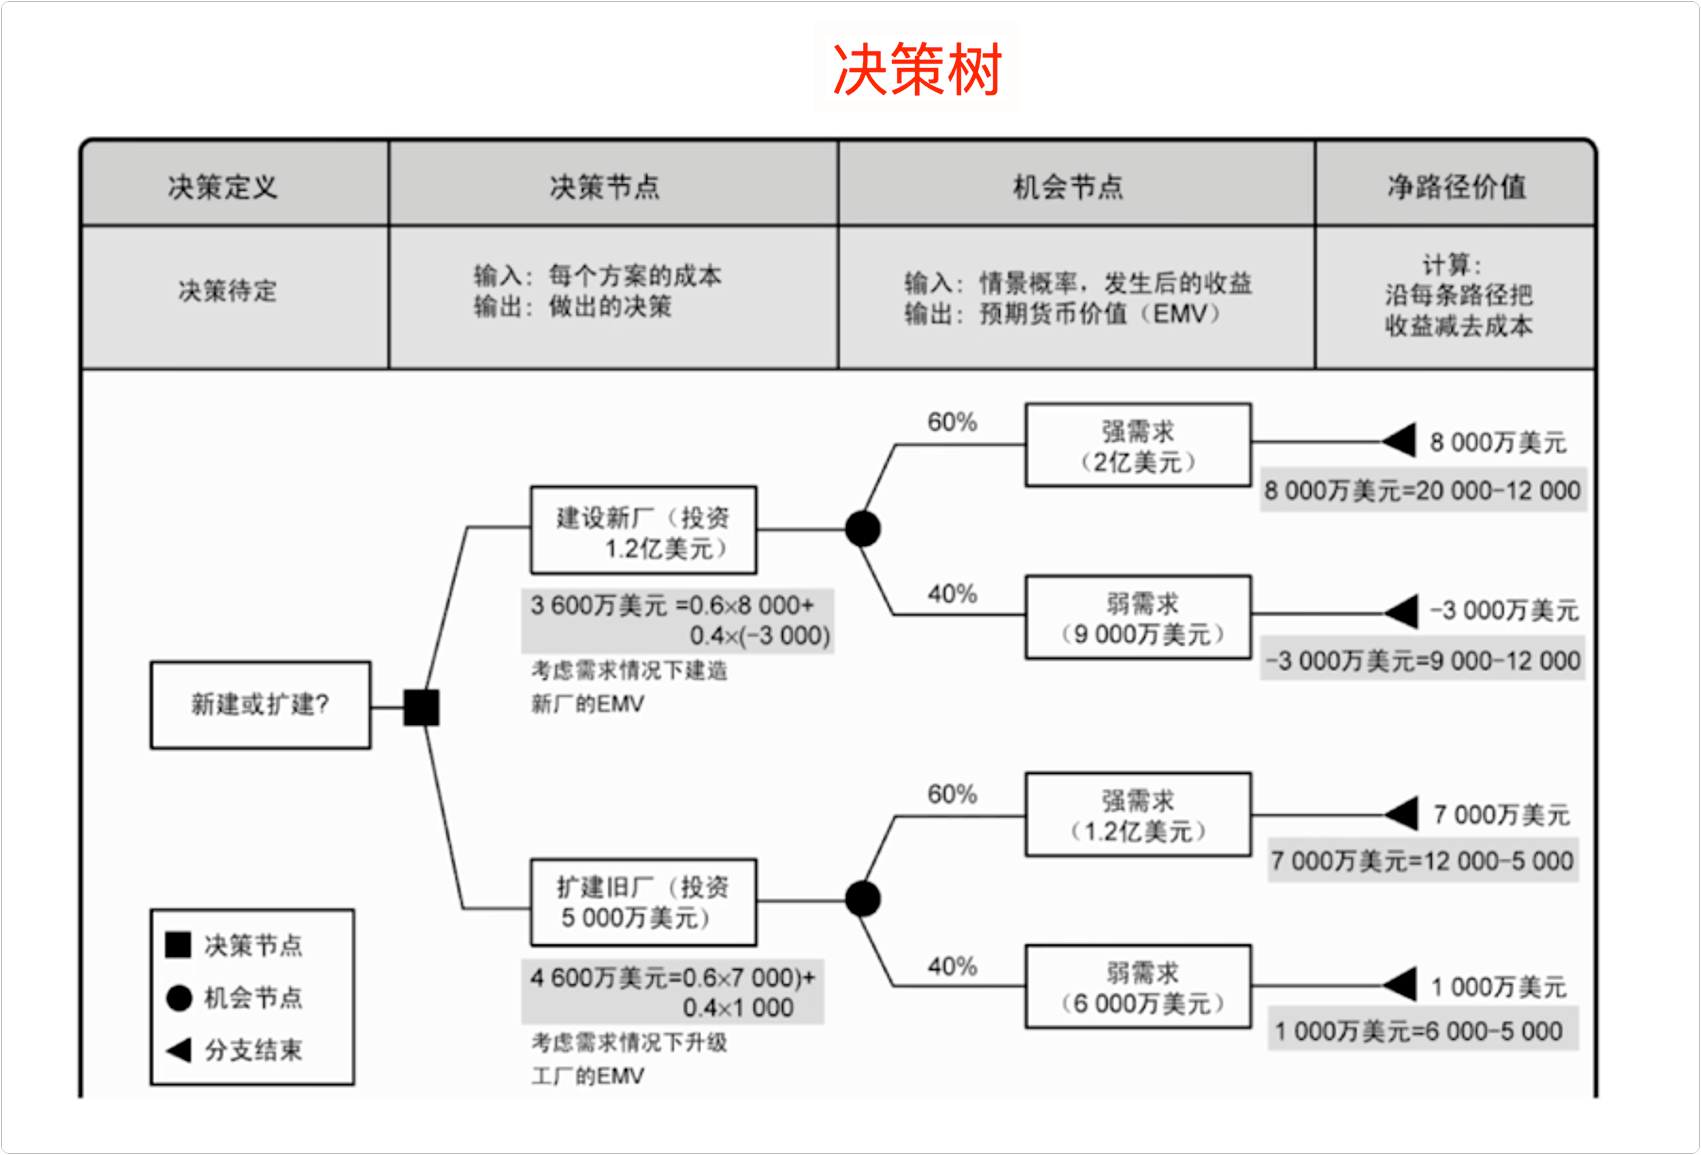 决策树
决策定义
决策节点
机会节点
净路径价值
决策待定
输入：每个方案的成本
输出：做出的决策
输入：情景概率，发生后的收益
输出：预期货币价值（EMV）
计算：
沿每条路径把
收益减去成本
新建或扩建?
建设新厂（投资
1.2亿美元）
3 600万美元 =0.6×8 000+
0.4×(−3 000)
考虑需求情况下建造
新厂的EMV
60%
强需求
（2亿美元）
8 000万美元
8 000万美元=20 000−12 000
40%
弱需求
（9 000万美元）
−3 000万美元
−3 000万美元=9 000−12 000
扩建旧厂（投资
5 000万美元）
4 600万美元=0.6×7 000)+
0.4×1 000
考虑需求情况下升级
工厂的EMV
60%
强需求
（1.2亿美元）
7 000万美元
7 000万美元=12 000−5 000
40%
弱需求
（6 000万美元）
1 000万美元
1 000万美元=6 000−5 000
决策节点
机会节点
分支结束